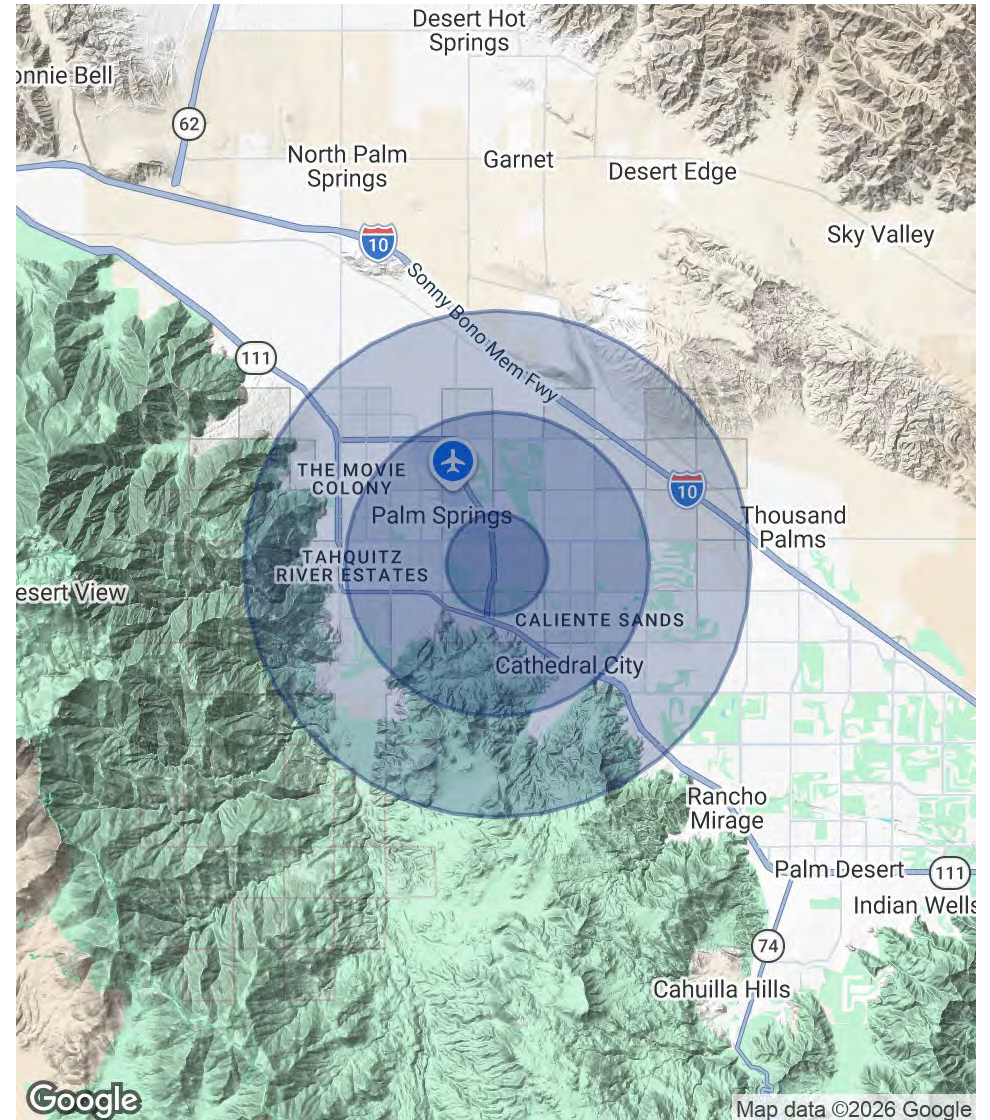 Desert Hot
Springs
onnie Bell
62
North Palm
Springs
Garnet
Desert Edge
Sky Valley
10
Sonny Bono Mem Fwy
111
THE MOVIE
COLONY
10
Palm Springs
Thousand
Palms
TAHQUITZ
RIVER ESTATES
esert View
CALIENTE SANDS
Cathedral City
Rancho
Mirage
Palm Desert
111
Indian Wells
74
Cahuilla Hills
Google
Map data ©2026 Google